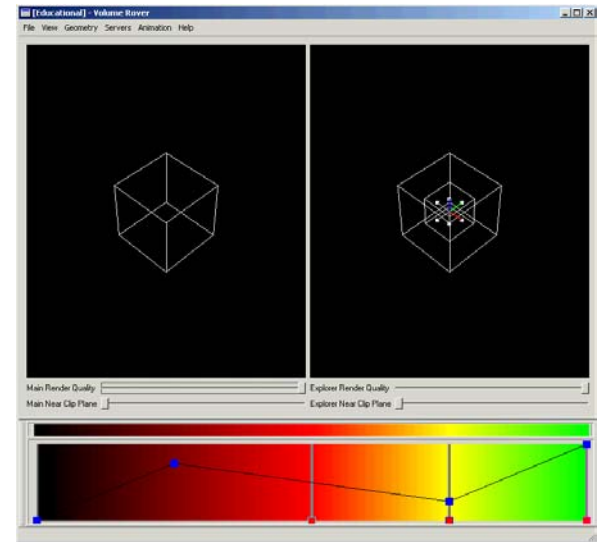 [Educational] - Volume Rover
File View Geometry Servers Animation Help
Main Render Quality
Explorer Render Quality
Main Near Clip Plane
Explorer Near Clip Plane